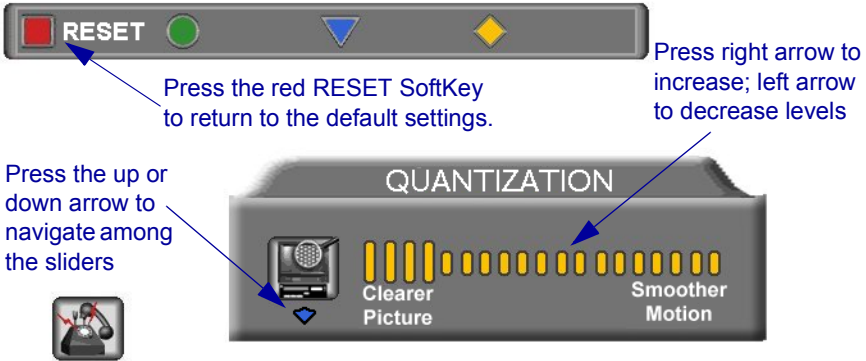 RESET
Press the red RESET SoftKey
to return to the default settings.
Press right arrow to
increase; left arrow
to decrease levels
Press the up or
down arrow to
navigate among
the sliders
QUANTIZATION
Clearer
Picture
Smoother
Motion